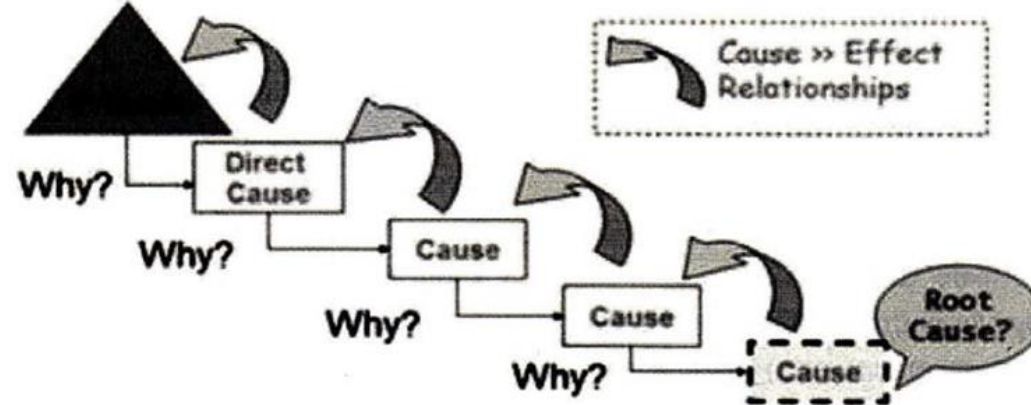 Cause >> Effect
Relationships
Why?
Direct
Cause
Why?
Cause
Why?
Cause
Why?
Cause
Root
Cause?